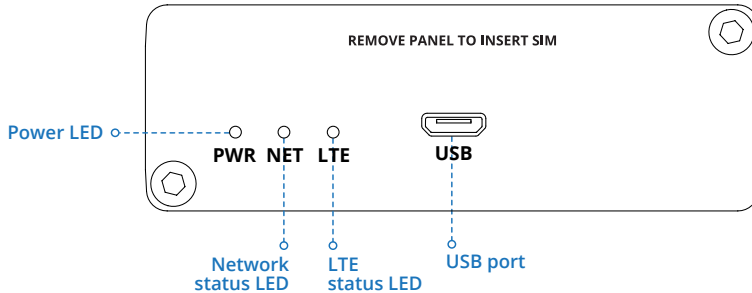 REMOVE PANEL TO INSERT SIM
Power LED
PWR NET LTE
USB
Network
status LED
LTE
status LED
USB port